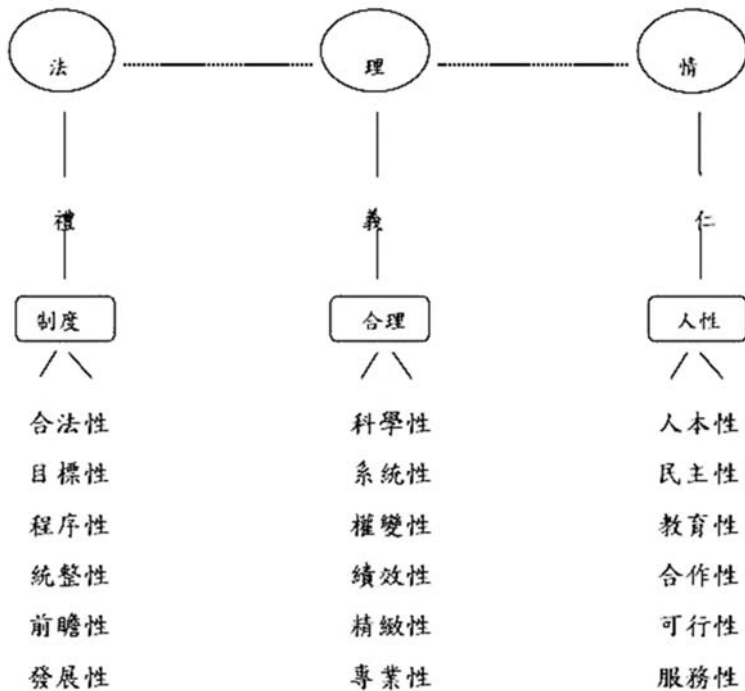 法 理 情
禮 義 仁
制度 合理 人性
合法性 科學性 人本性
目標性 系統性 民主性
程序性 權變性 教育性
統整性 績效性 合作性
前瞻性 精緻性 可行性
發展性 專業性 服務性